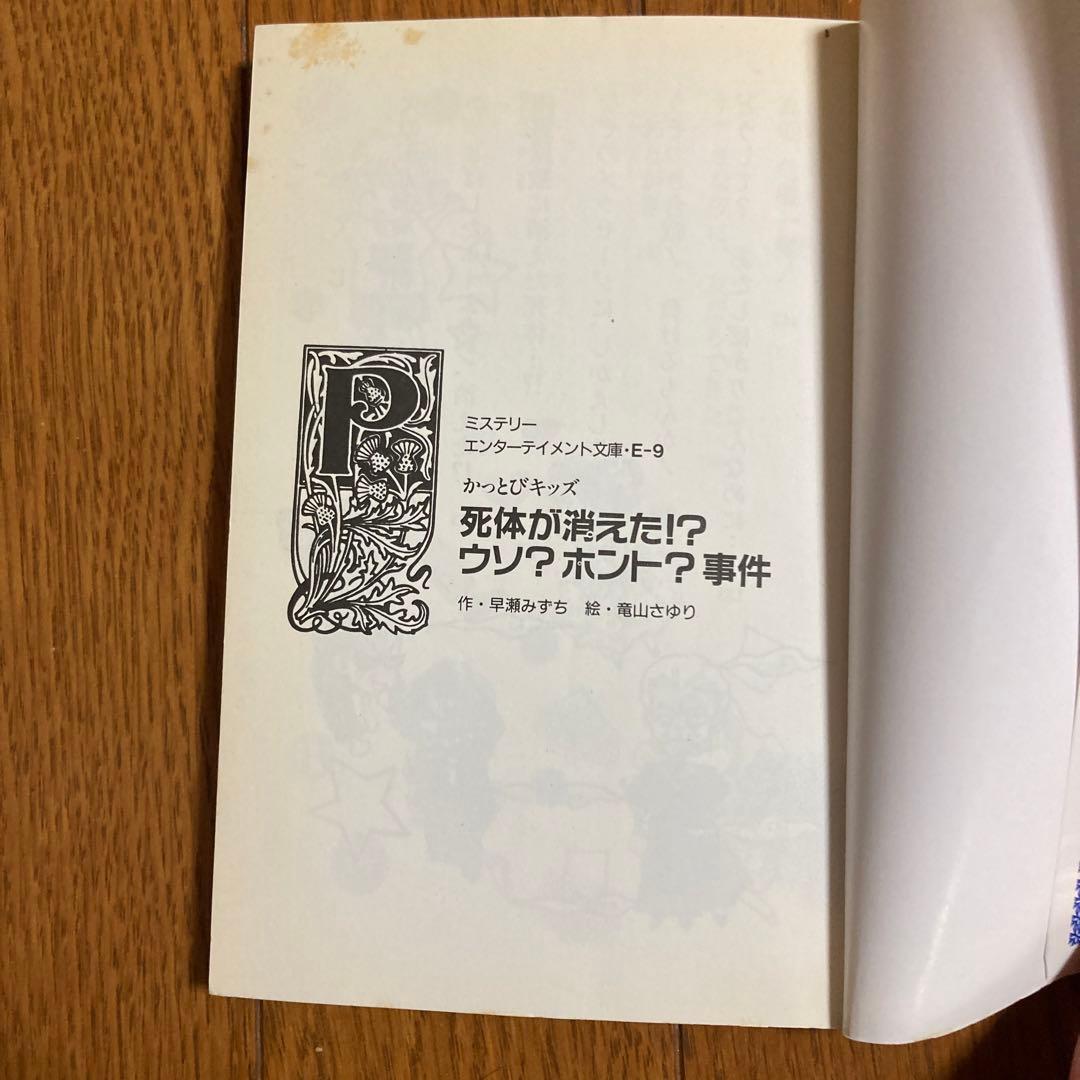 P
ミステリー
エンターテイメント文庫・E-9
かっとびキッズ
死体が消えた!?
ウソ?ホント?事件
作・早瀬みずち 絵・竜山さゆり